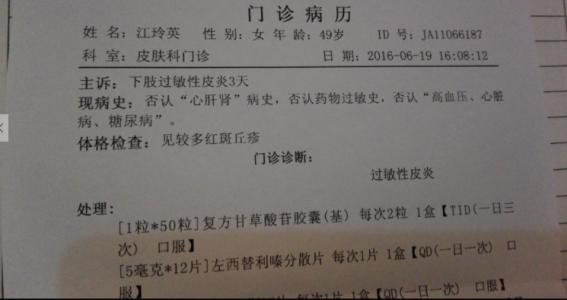 门诊病历
姓 名：江玲英 性 别：女 年 龄：49岁 ID 号：JA11066187
科 室：皮肤科门诊 日 期：2016-06-19 16:08:12
主诉：下肢过敏性皮炎3天
现病史：否认“心肝肾”病史，否认药物过敏史，否认“高血压、心脏
病、糖尿病”。
体格检查：见较多红斑丘疹
门诊诊断：
过敏性皮炎
处理：
[1粒*50粒]复方甘草酸苷胶囊(基) 每次2粒 1盒【TID(一日三
次) 口服】
[5毫克*12片]左西替利嗪分散片 每次1片 1盒【QD(一日一次) 口
服】
每次1片 1盒【QD(一日一次) 口服】